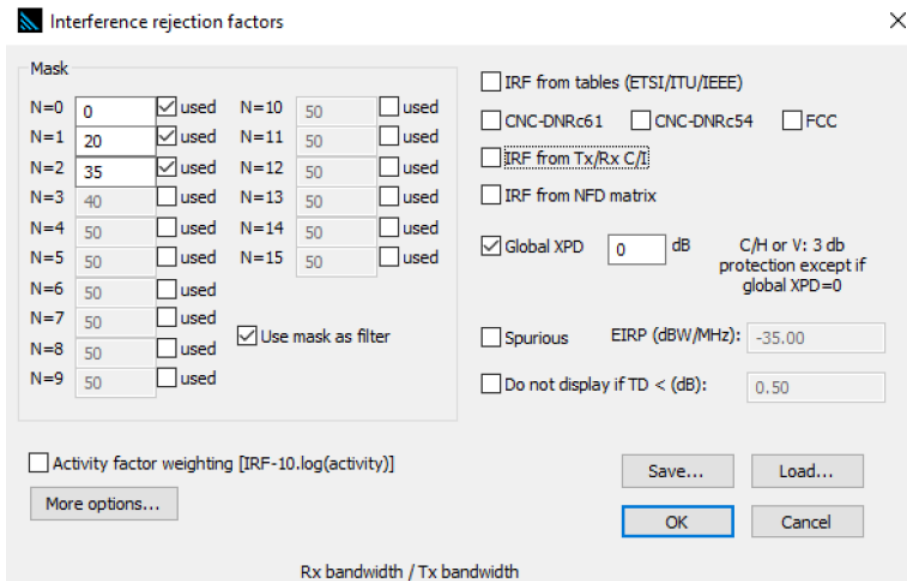 Interference rejection factors
Mask
N=0 0 used N=10 50 used
N=1 20 used N=11 50 used
N=2 35 used N=12 50 used
N=3 40 used N=13 50 used
N=4 50 used N=14 50 used
N=5 50 used N=15 50 used
N=6 50 used
N=7 50 used
N=8 50 used
N=9 50 used
Use mask as filter
IRF from tables (ETSI/ITU/IEEE)
CNC-DNRc61 CNC-DNRc54 FCC
IRF from Tx/Rx C/I
IRF from NFD matrix
Global XPD 0 dB
C/H or V: 3 db
protection except if
global XPD=0
Spurious EIRP (dBW/MHz): -35.00
Do not display if TD < (dB): 0.50
Activity factor weighting [IRF-10.log(activity)]
More options...
Save... Load...
OK Cancel
Rx bandwidth / Tx bandwidth